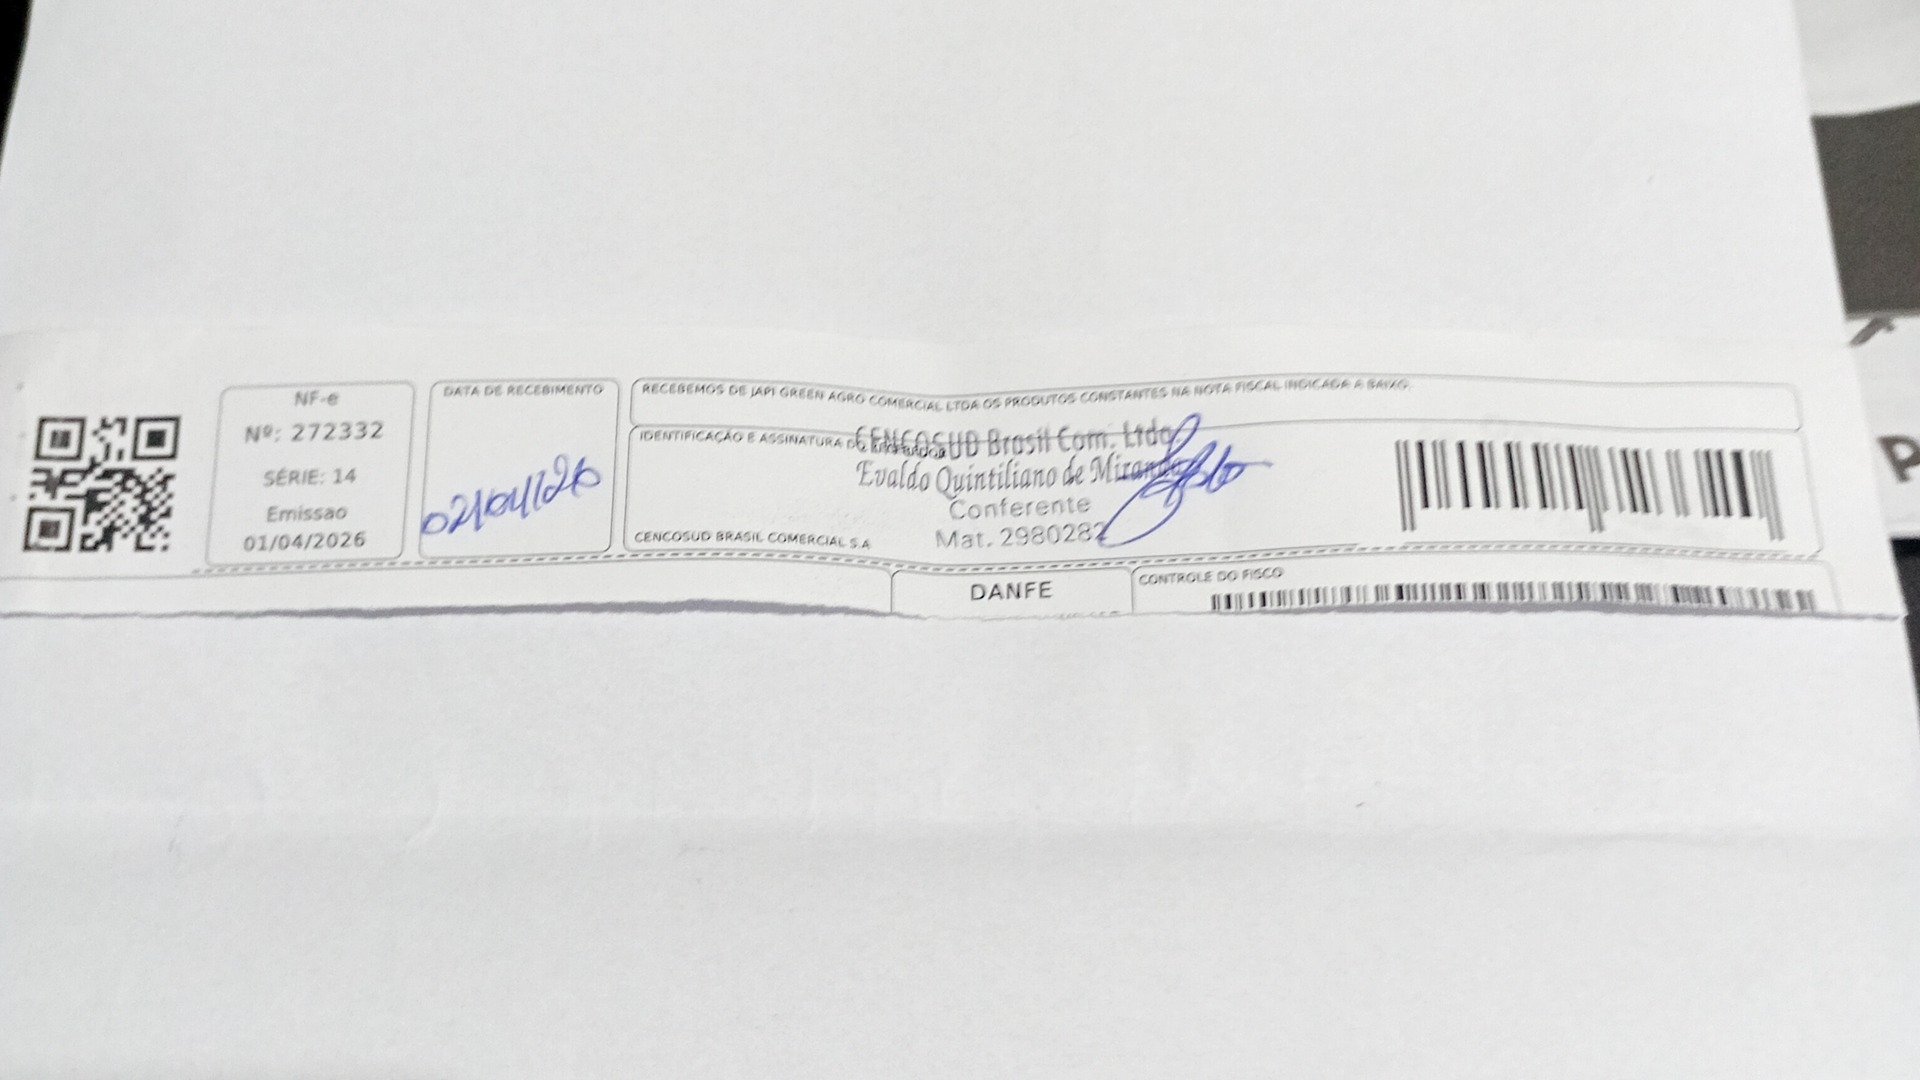 NF-e
Nº: 272332
SÉRIE: 14
Emissao
01/04/2026
DATA DE RECEBIMENTO
02/04/26
RECEBEMOS DE JAPI GREEN AGRO COMERCIAL LTDA OS PRODUTOS CONSTANTES NA NOTA FISCAL INDICADA A BAIXO.
IDENTIFICAÇÃO E ASSINATURA DO
CENCOSUD Brasil Com. Ltda
Evaldo Quintiliano de Miranda
Conferente
Mat. 2980282
CENCOSUD BRASIL COMERCIAL S.A
DANFE
CONTROLE DO FISCO
P